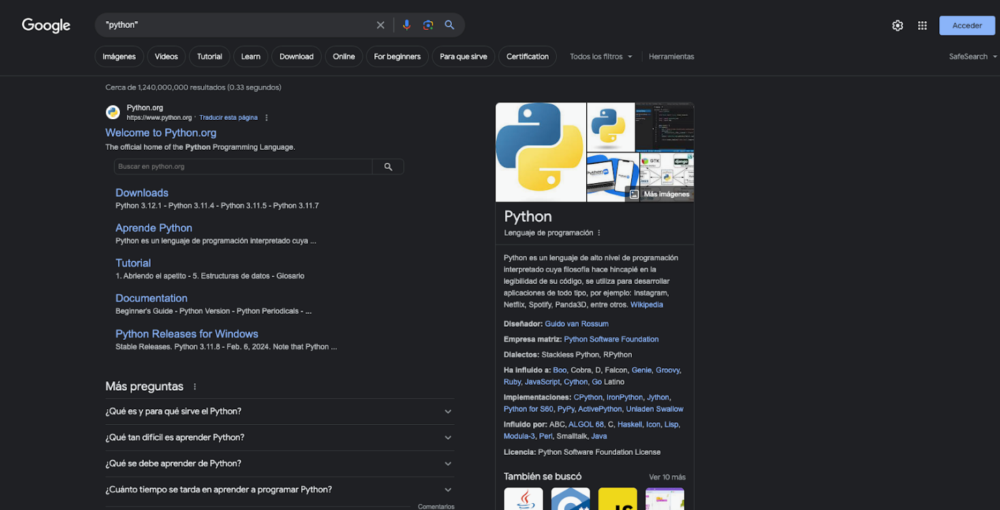 Google
"python"
Acceder
Imágenes
Videos
Tutorial
Learn
Download
Online
For beginners
Para que sirve
Certification
Todos los filtros
Herramientas
SafeSearch
Cerca de 1,240,000,000 resultados (0.33 segundos)
Python.org
https://www.python.org · Traducir esta página
Welcome to Python.org
The official home of the Python Programming Language.
Buscar en python.org
Downloads
Python 3.12.1 - Python 3.11.4 - Python 3.11.5 - Python 3.11.7
Aprende Python
Python es un lenguaje de programación interpretado cuya ...
Tutorial
1. Abriendo el apetito - 5. Estructuras de datos - Glosario
Documentation
Beginner's Guide - Python Version - Python Periodicals - ...
Python Releases for Windows
Stable Releases. Python 3.11.8 - Feb. 6, 2024. Note that Python ...
Más preguntas
¿Qué es y para qué sirve el Python?
¿Qué tan difícil es aprender Python?
¿Qué se debe aprender de Python?
¿Cuánto tiempo se tarda en aprender a programar Python?
Comentarios
GTK
django
Más imágenes
Python
Lenguaje de programación
Python es un lenguaje de alto nivel de programación
interpretado cuya filosofía hace hincapié en la
legibilidad de su código, se utiliza para desarrollar
aplicaciones de todo tipo, por ejemplo: Instagram,
Netflix, Spotify, Panda3D, entre otros. Wikipedia
Diseñador: Guido van Rossum
Empresa matriz: Python Software Foundation
Dialectos: Stackless Python, RPython
Ha influido a: Boo, Cobra, D, Falcon, Genie, Groovy,
Ruby, JavaScript, Cython, Go Latino
Implementaciones: CPython, IronPython, Jython,
Python for S60, PyPy, ActivePython, Unladen Swallow
Influido por: ABC, ALGOL 68, C, Haskell, Icon, Lisp,
Modula-3, Perl, Smalltalk, Java
Licencia: Python Software Foundation License
También se buscó
Ver 10 más
JS